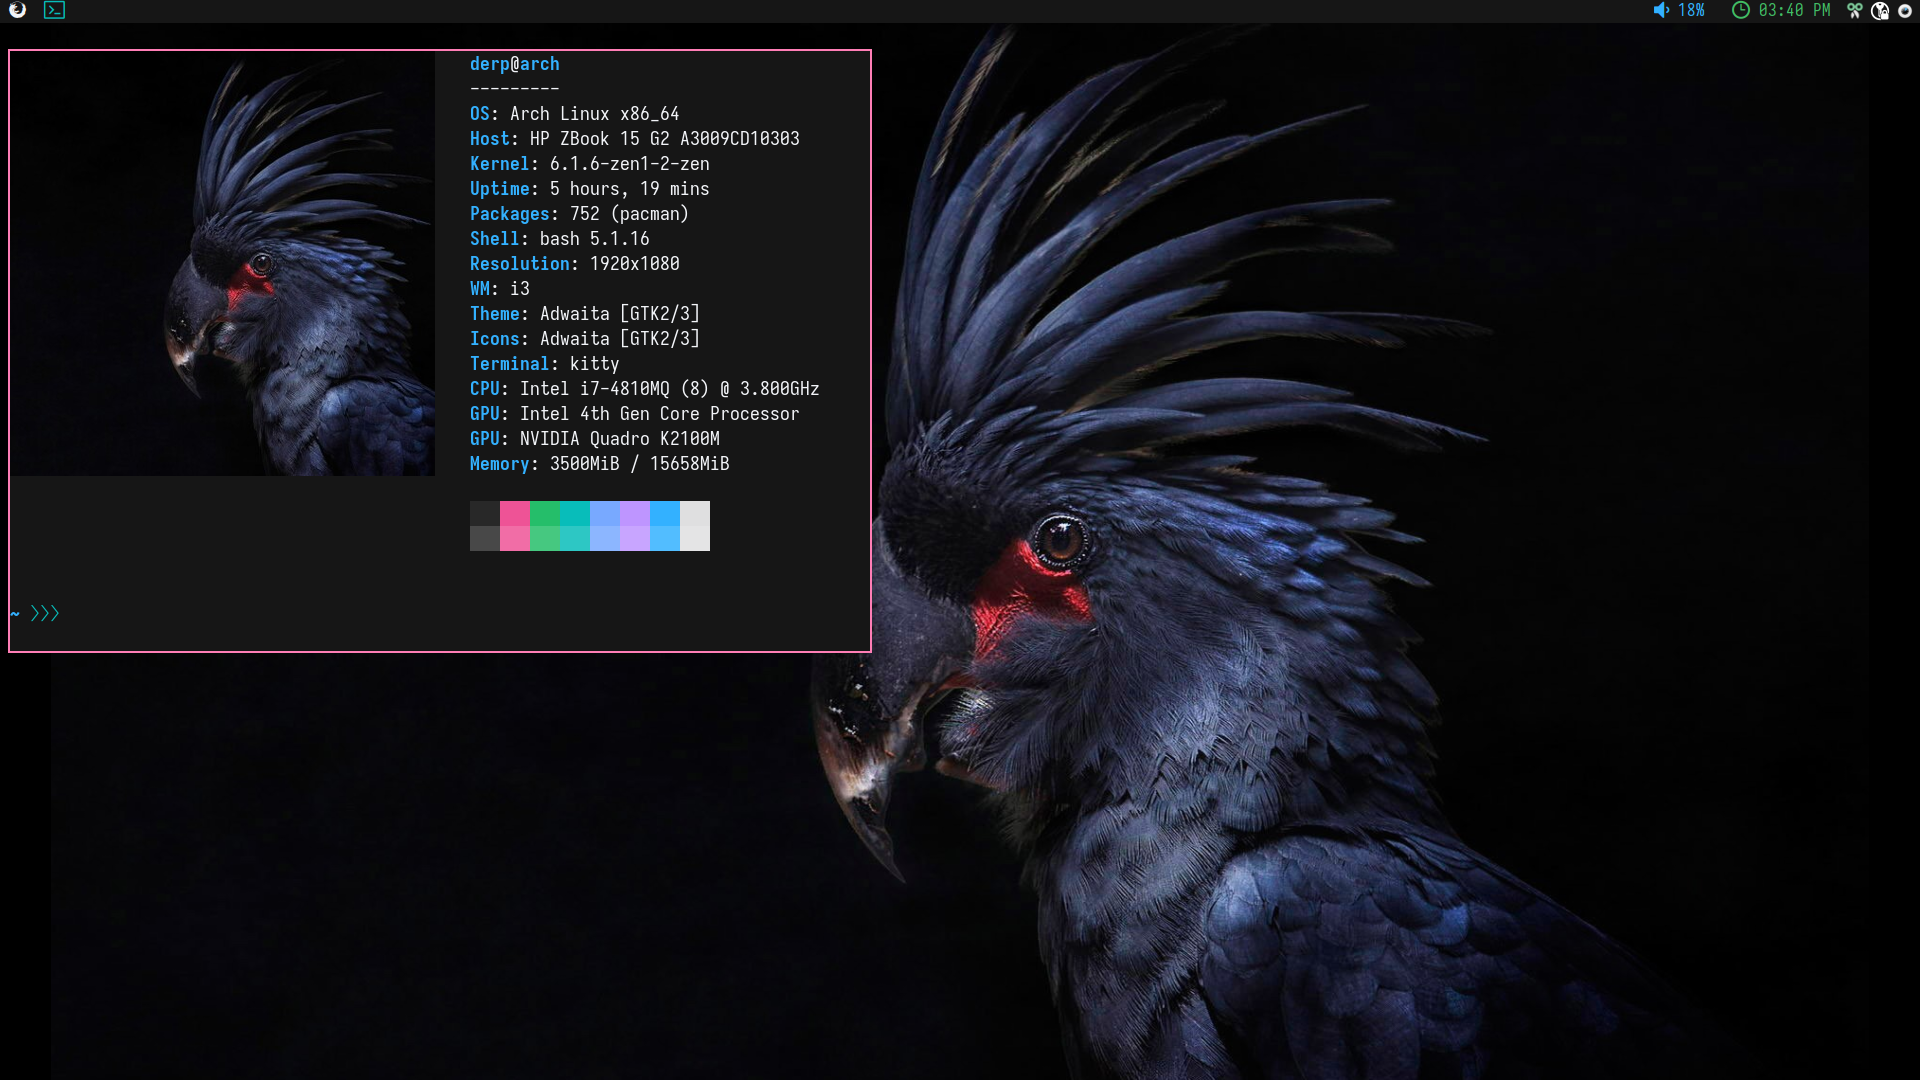 18% 03:40 PM
derp@arch
---------
OS: Arch Linux x86_64
Host: HP ZBook 15 G2 A3009CD10303
Kernel: 6.1.6-zen1-2-zen
Uptime: 5 hours, 19 mins
Packages: 752 (pacman)
Shell: bash 5.1.16
Resolution: 1920x1080
WM: i3
Theme: Adwaita [GTK2/3]
Icons: Adwaita [GTK2/3]
Terminal: kitty
CPU: Intel i7-4810MQ (8) @ 3.800GHz
GPU: Intel 4th Gen Core Processor
GPU: NVIDIA Quadro K2100M
Memory: 3500MiB / 15658MiB
~ ❯❯❯